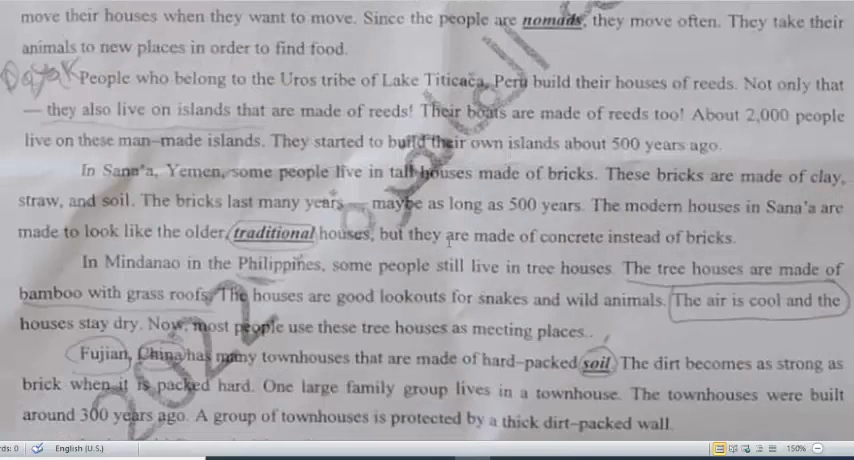 move their houses when they want to move. Since the people are nomads, they move often. They take their
animals to new places in order to find food.
People who belong to the Uros tribe of Lake Titicaca, Peru build their houses of reeds. Not only that
— they also live on islands that are made of reeds! Their boats are made of reeds too! About 2,000 people
live on these man–made islands. They started to build their own islands about 500 years ago.
In Sana'a, Yemen, some people live in tall houses made of bricks. These bricks are made of clay,
straw, and soil. The bricks last many years — maybe as long as 500 years. The modern houses in Sana'a are
made to look like the older, traditional houses, but they are made of concrete instead of bricks.
In Mindanao in the Philippines, some people still live in tree houses. The tree houses are made of
bamboo with grass roofs. The houses are good lookouts for snakes and wild animals. The air is cool and the
houses stay dry. Now, most people use these tree houses as meeting places..
Fujian, China has many townhouses that are made of hard–packed soil. The dirt becomes as strong as
brick when it is packed hard. One large family group lives in a townhouse. The townhouses were built
around 300 years ago. A group of townhouses is protected by a thick dirt–packed wall.
2022
rds: 0 English (U.S.) 150%